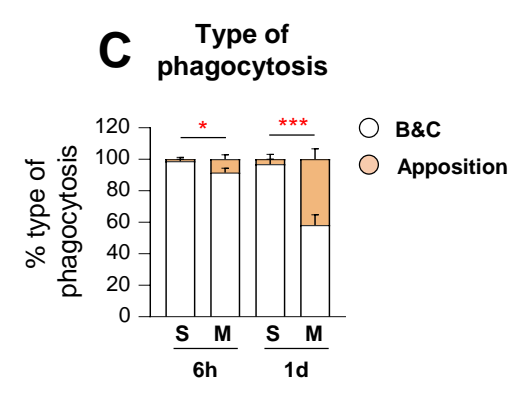 C
Type of
phagocytosis
% type of
phagocytosis
120
100
80
60
40
20
0
*
***
B&C
Apposition
S M S M
6h 1d